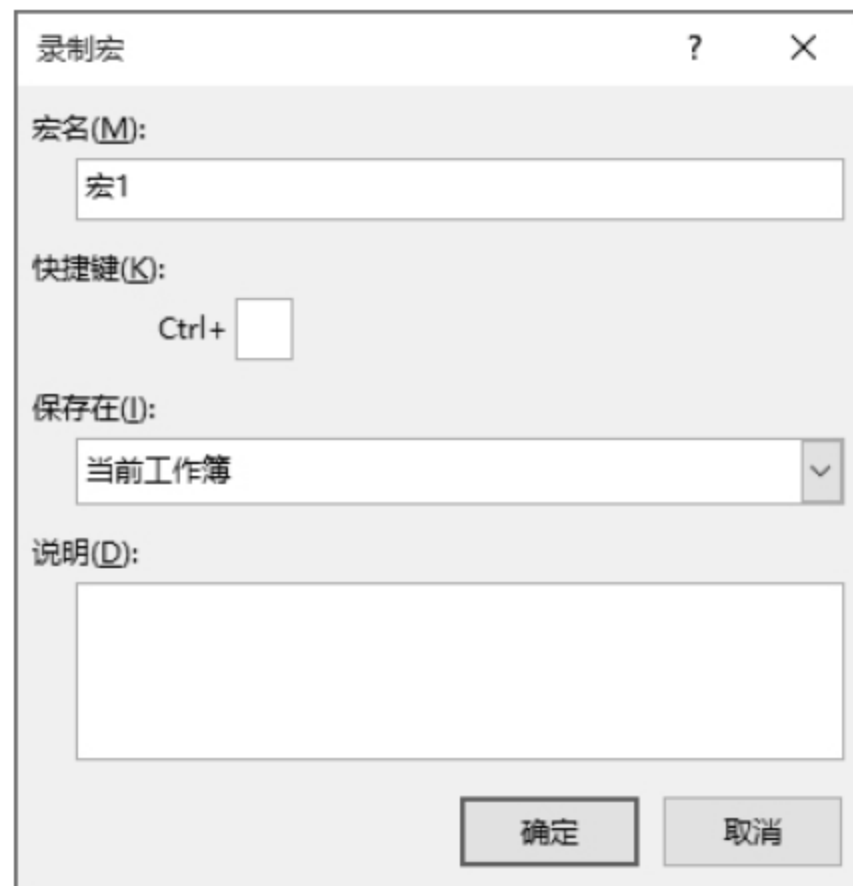 录制宏 ?
宏名(M):
宏1
快捷键(K):
Ctrl+
保存在(I):
当前工作簿
说明(D):
确定 取消